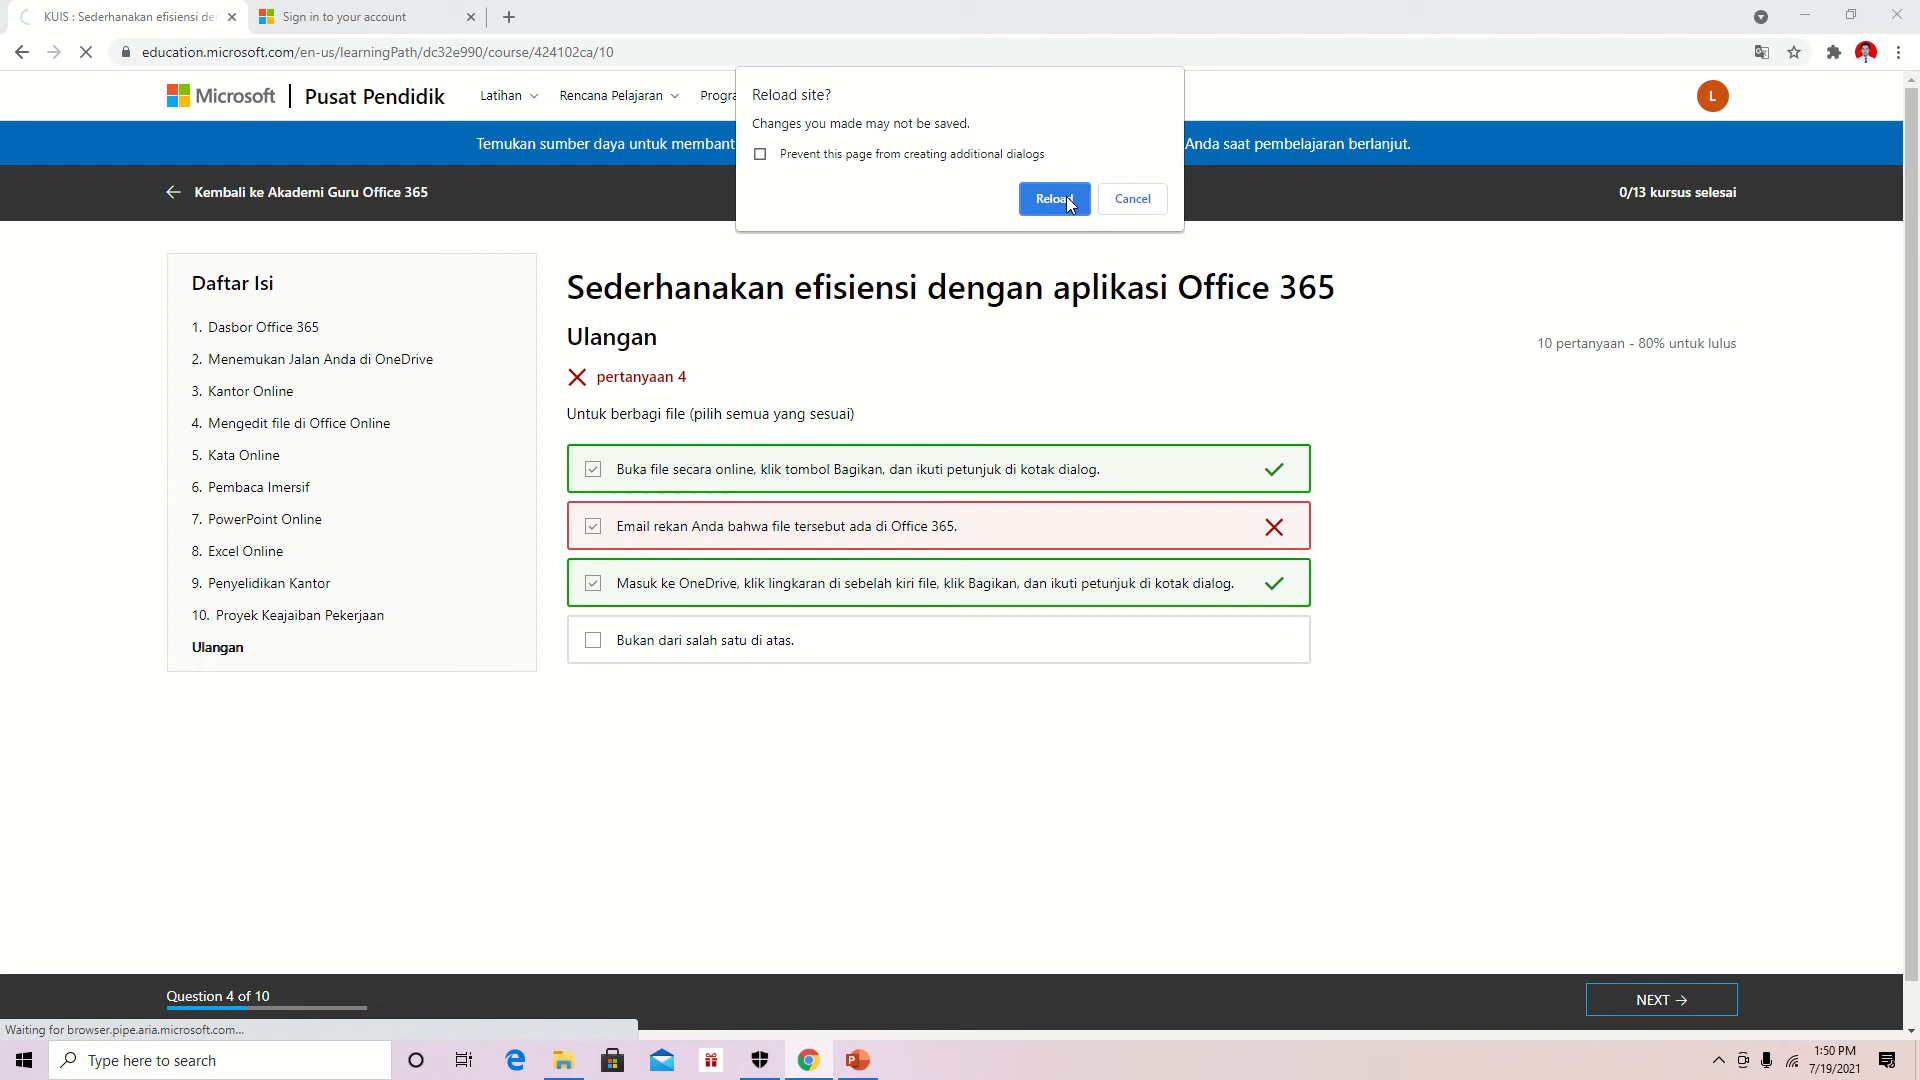 KUIS : Sederhanakan efisiensi de
Sign in to your account
education.microsoft.com/en-us/learningPath/dc32e990/course/424102ca/10
Microsoft
Pusat Pendidik
Latihan
Rencana Pelajaran
Progra
L
Reload site?
Changes you made may not be saved.
Prevent this page from creating additional dialogs
Reload
Cancel
Temukan sumber daya untuk membant
Anda saat pembelajaran berlanjut.
Kembali ke Akademi Guru Office 365
0/13 kursus selesai
Daftar Isi
1. Dasbor Office 365
2. Menemukan Jalan Anda di OneDrive
3. Kantor Online
4. Mengedit file di Office Online
5. Kata Online
6. Pembaca Imersif
7. PowerPoint Online
8. Excel Online
9. Penyelidikan Kantor
10. Proyek Keajaiban Pekerjaan
Ulangan
Sederhanakan efisiensi dengan aplikasi Office 365
Ulangan
10 pertanyaan - 80% untuk lulus
pertanyaan 4
Untuk berbagi file (pilih semua yang sesuai)
Buka file secara online, klik tombol Bagikan, dan ikuti petunjuk di kotak dialog.
Email rekan Anda bahwa file tersebut ada di Office 365.
Masuk ke OneDrive, klik lingkaran di sebelah kiri file, klik Bagikan, dan ikuti petunjuk di kotak dialog.
Bukan dari salah satu di atas.
Question 4 of 10
NEXT →
Waiting for browser.pipe.aria.microsoft.com...
Type here to search
1:50 PM
7/19/2021